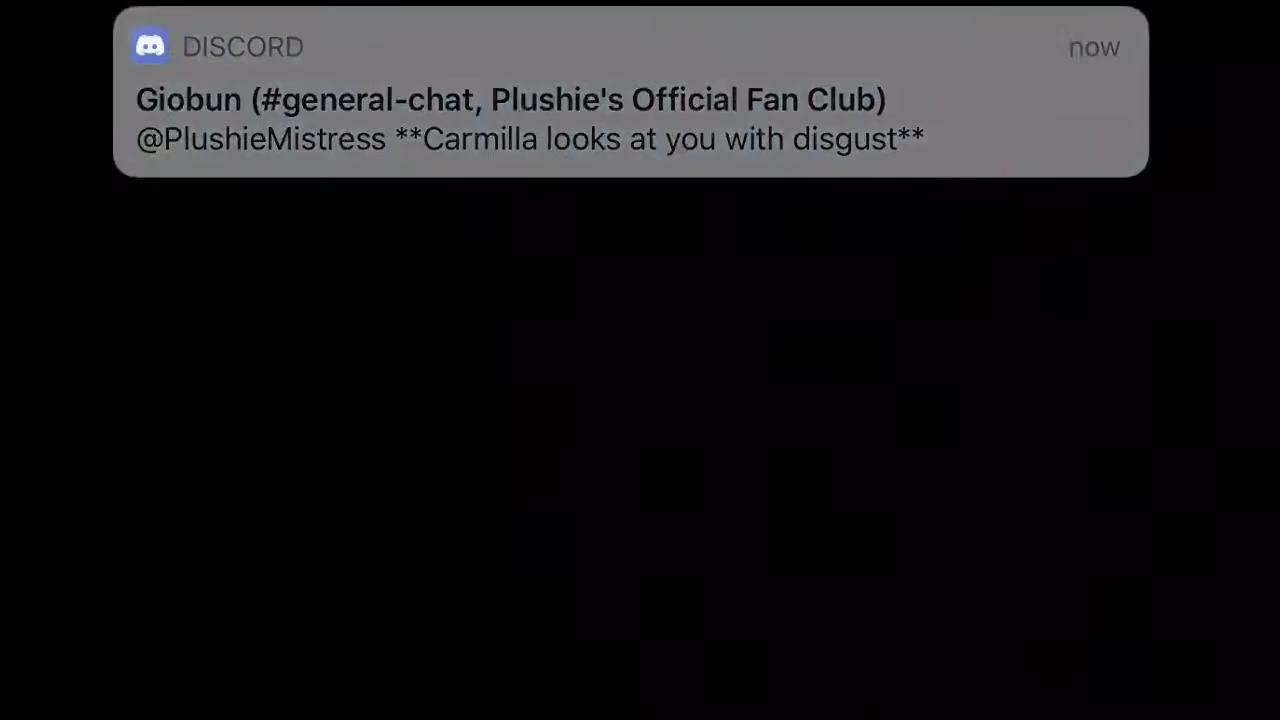 DISCORD now
Giobun (#general-chat, Plushie's Official Fan Club)
@PlushieMistress **Carmilla looks at you with disgust**